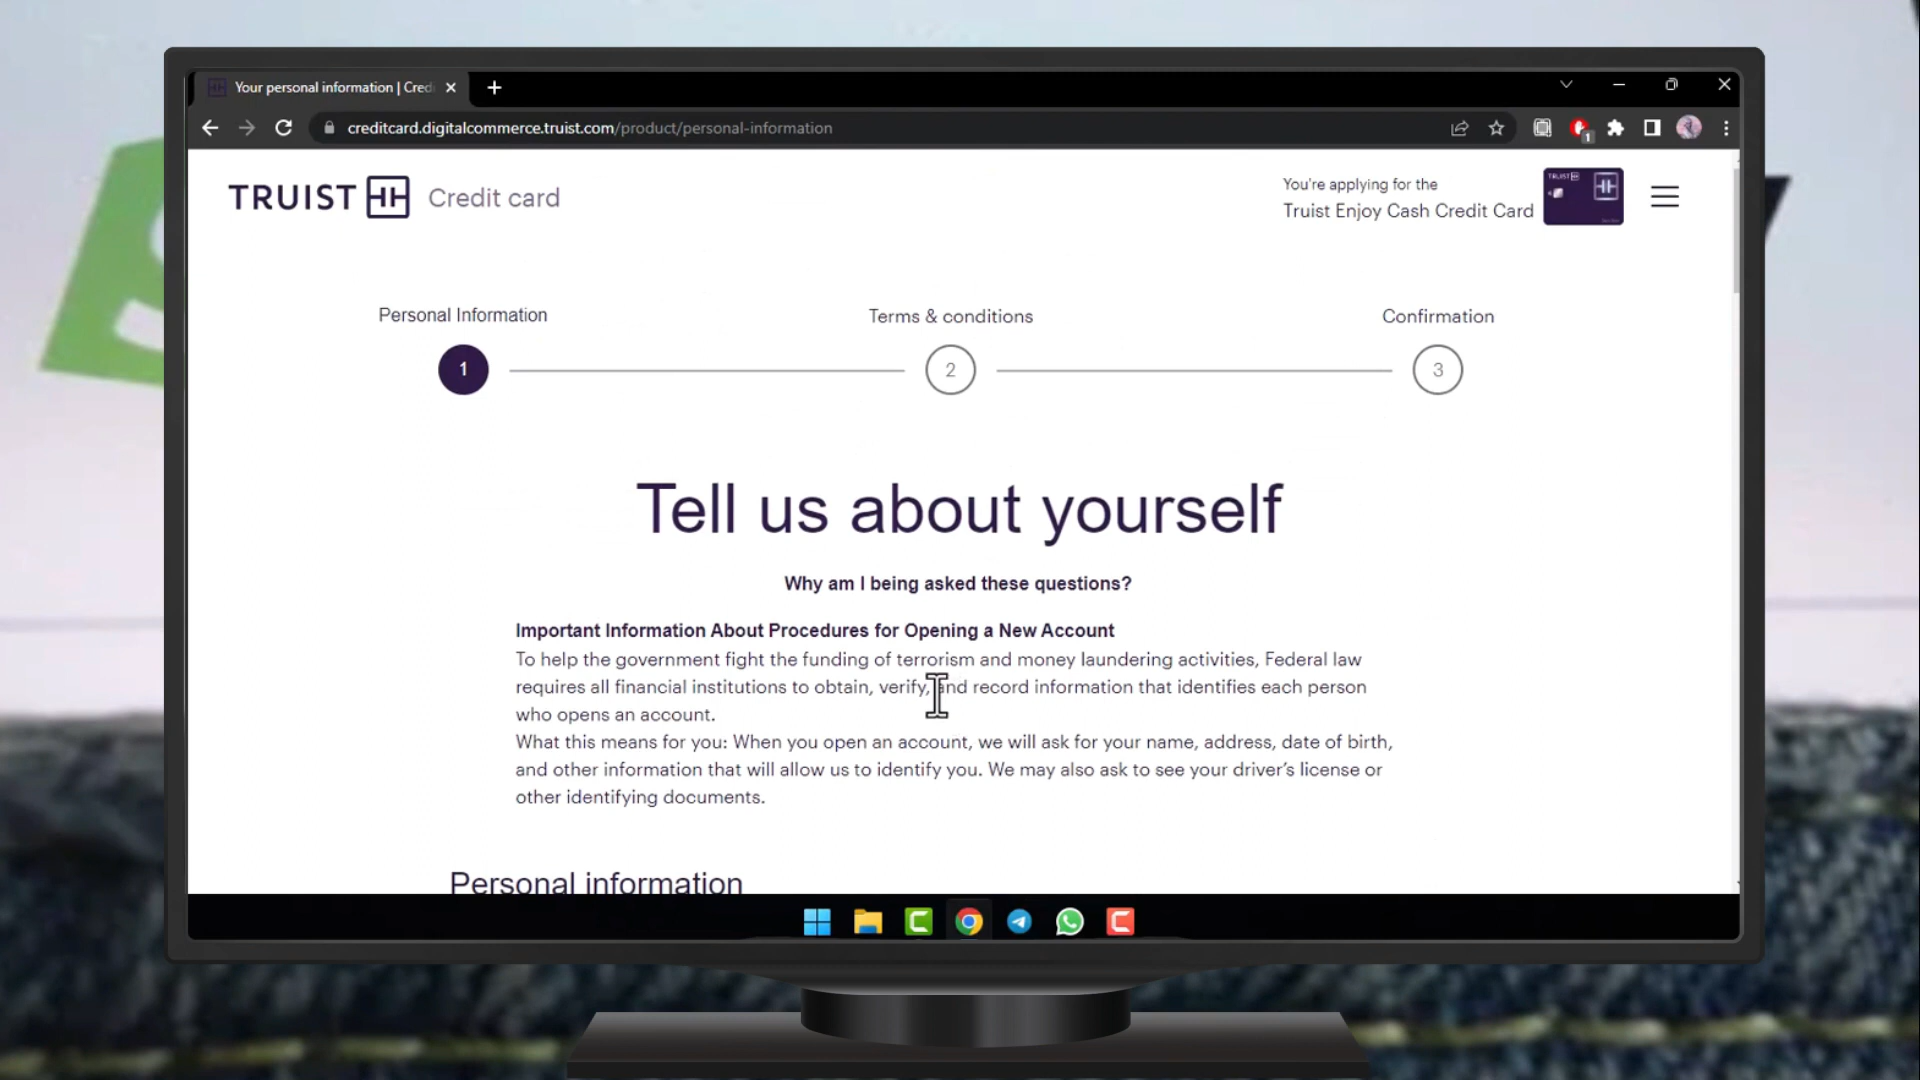 Your personal information | Cred
creditcard.digitalcommerce.truist.com/product/personal-information
1
TRUIST Credit card
You're applying for the
Truist Enjoy Cash Credit Card
TRUIST
Personal Information
Terms & conditions
Confirmation
1
2
3
Tell us about yourself
Why am I being asked these questions?
Important Information About Procedures for Opening a New Account
To help the government fight the funding of terrorism and money laundering activities, Federal law
requires all financial institutions to obtain, verify, and record information that identifies each person
who opens an account.
What this means for you: When you open an account, we will ask for your name, address, date of birth,
and other information that will allow us to identify you. We may also ask to see your driver's license or
other identifying documents.
Personal information